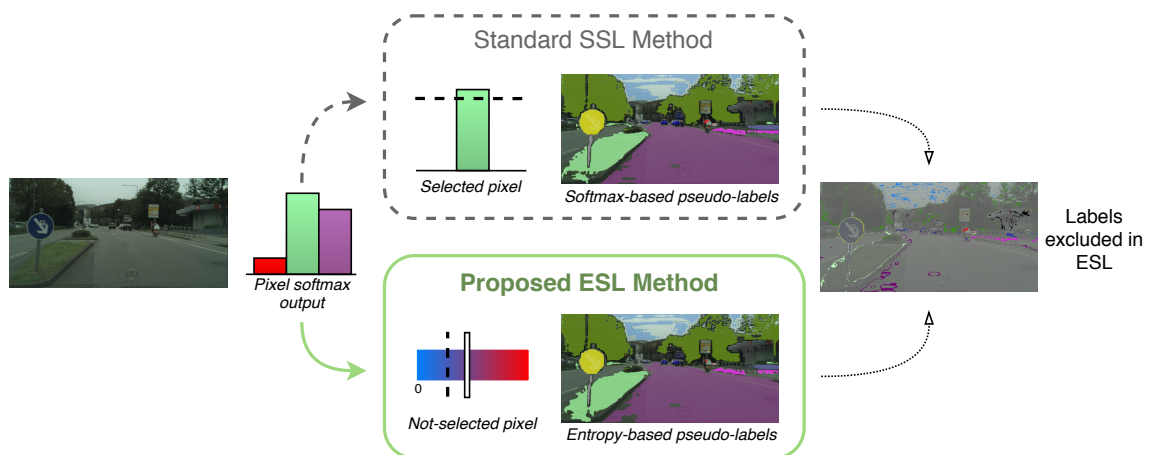 Standard SSL Method
Selected pixel
Softmax-based pseudo-labels
Pixel softmax
output
Labels
excluded in
ESL
Proposed ESL Method
0
Not-selected pixel
Entropy-based pseudo-labels